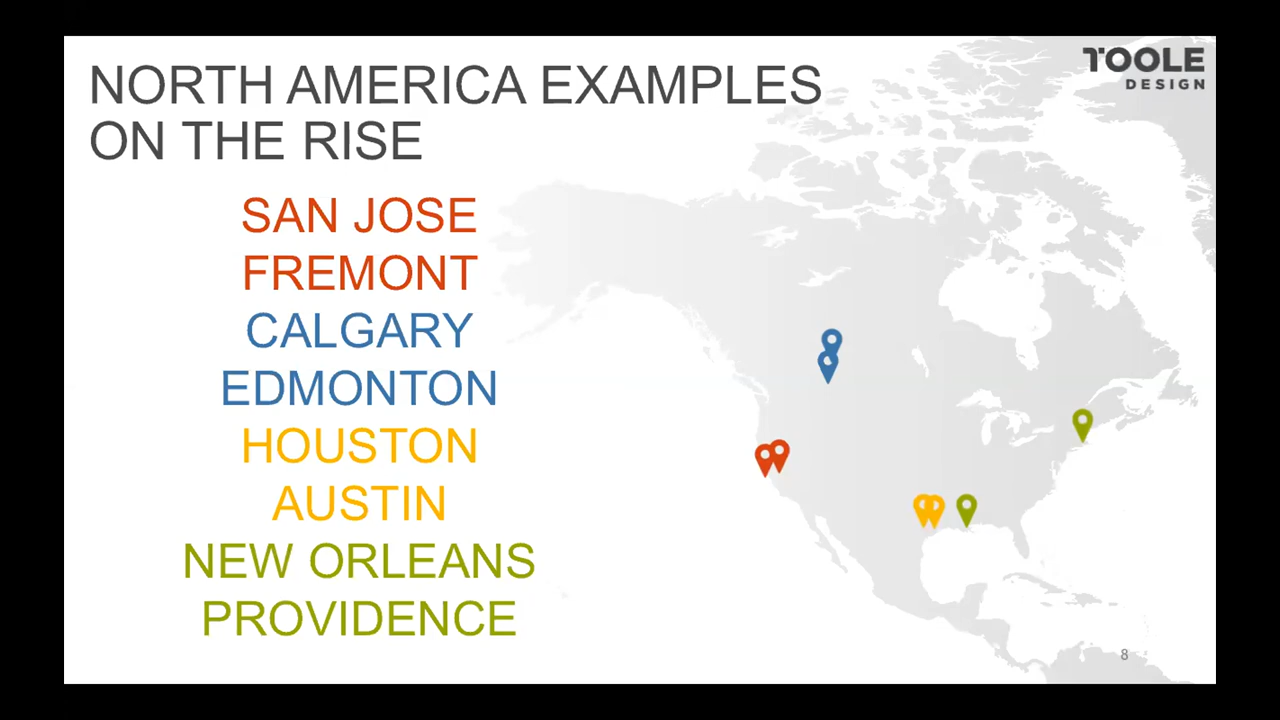 TOOLE
DESIGN
NORTH AMERICA EXAMPLES
ON THE RISE
SAN JOSE
FREMONT
CALGARY
EDMONTON
HOUSTON
AUSTIN
NEW ORLEANS
PROVIDENCE
8